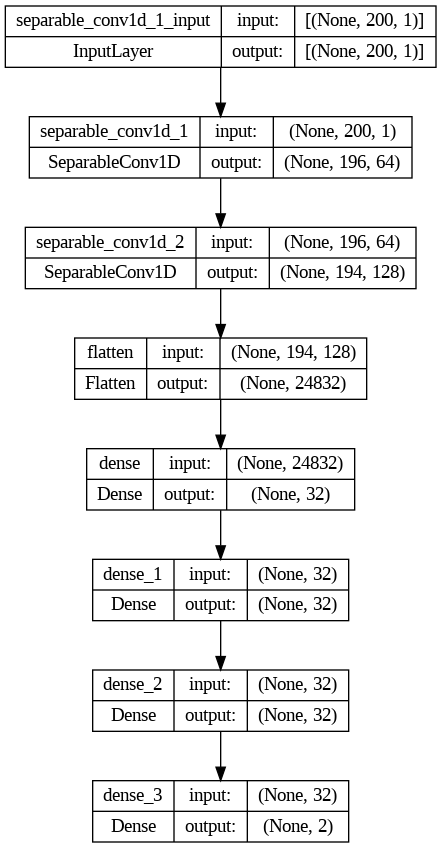 separable_conv1d_1_input input: [(None, 200, 1)]
InputLayer output: [(None, 200, 1)]
separable_conv1d_1 input: (None, 200, 1)
SeparableConv1D output: (None, 196, 64)
separable_conv1d_2 input: (None, 196, 64)
SeparableConv1D output: (None, 194, 128)
flatten input: (None, 194, 128)
Flatten output: (None, 24832)
dense input: (None, 24832)
Dense output: (None, 32)
dense_1 input: (None, 32)
Dense output: (None, 32)
dense_2 input: (None, 32)
Dense output: (None, 32)
dense_3 input: (None, 32)
Dense output: (None, 2)